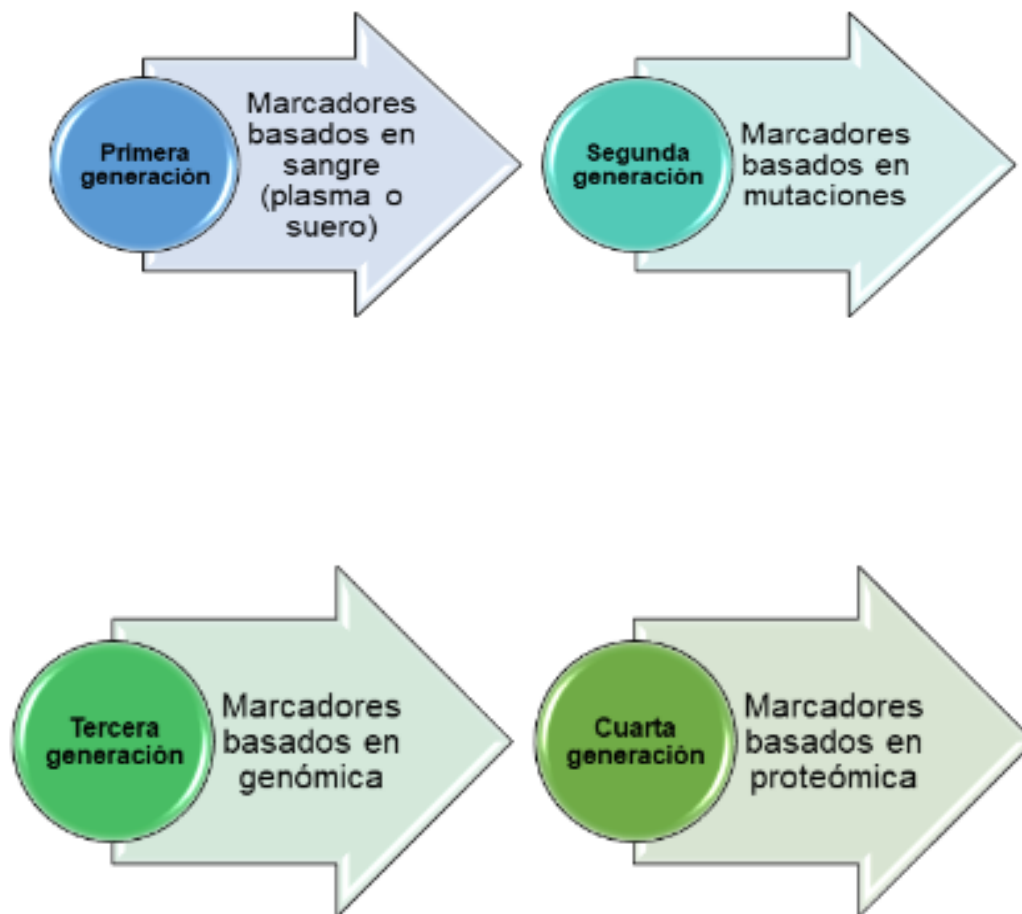 Primera
generación
Marcadores
basados en
sangre
(plasma o
suero)
Segunda
generación
Marcadores
basados en
mutaciones
Tercera
generación
Marcadores
basados en
genómica
Cuarta
generación
Marcadores
basados en
proteómica